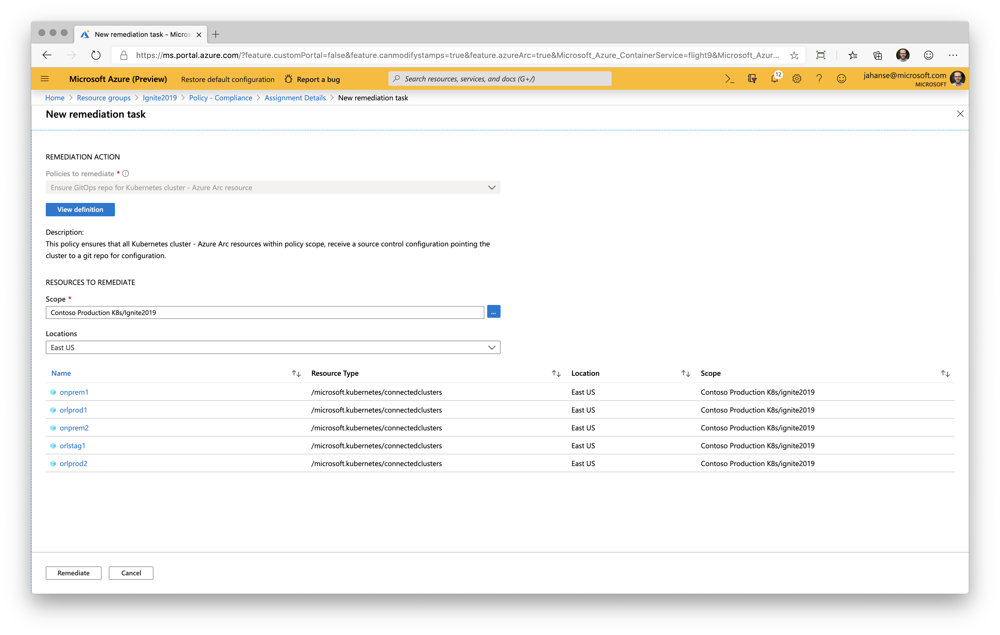 New remediation task - Micros
https://ms.portal.azure.com/?feature.customPortal=false&feature.canmodifystamps=true&feature.azureArc=true&Microsoft_Azure_ContainerService=flight9&Microsoft_Azur...
Microsoft Azure (Preview) Restore default configuration Report a bug Search resources, services, and docs (G+/) 12 jahanse@microsoft.com
MICROSOFT
Home > Resource groups > Ignite2019 > Policy - Compliance > Assignment Details > New remediation task
New remediation task
REMEDIATION ACTION
Policies to remediate *
Ensure GitOps repo for Kubernetes cluster - Azure Arc resource
View definition
Description:
This policy ensures that all Kubernetes cluster - Azure Arc resources within policy scope, receive a source control configuration pointing the
cluster to a git repo for configuration.
RESOURCES TO REMEDIATE
Scope *
Contoso Production K8s/Ignite2019 ...
Locations
East US
Name Resource Type Location Scope
onprem1 /microsoft.kubernetes/connectedclusters East US Contoso Production K8s/ignite2019
orlprod1 /microsoft.kubernetes/connectedclusters East US Contoso Production K8s/ignite2019
onprem2 /microsoft.kubernetes/connectedclusters East US Contoso Production K8s/ignite2019
orlstag1 /microsoft.kubernetes/connectedclusters East US Contoso Production K8s/ignite2019
orlprod2 /microsoft.kubernetes/connectedclusters East US Contoso Production K8s/ignite2019
Remediate Cancel